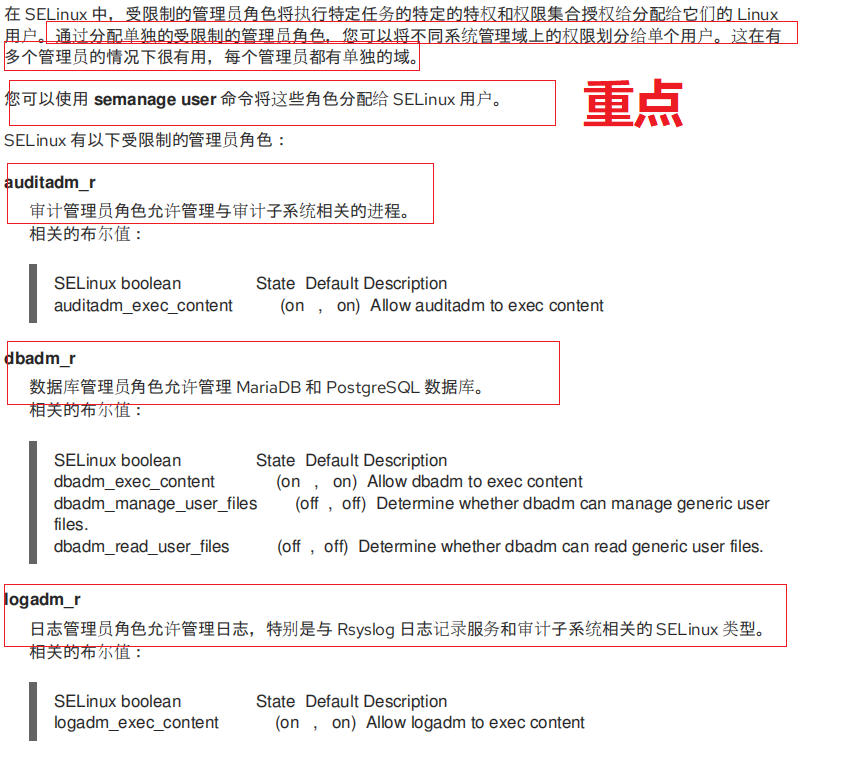 在 SELinux 中，受限制的管理员角色将执行特定任务的特定的特权和权限集合授权给分配给它们的 Linux
用户。通过分配单独的受限制的管理员角色，您可以将不同系统管理域上的权限划分给单个用户。这在有
多个管理员的情况下很有用，每个管理员都有单独的域。
您可以使用 semanage user 命令将这些角色分配给 SELinux 用户。
重点
SELinux 有以下受限制的管理员角色：
auditadm_r
审计管理员角色允许管理与审计子系统相关的进程。
相关的布尔值：
SELinux boolean State Default Description
auditadm_exec_content (on , on) Allow auditadm to exec content
dbadm_r
数据库管理员角色允许管理 MariaDB 和 PostgreSQL 数据库。
相关的布尔值：
SELinux boolean State Default Description
dbadm_exec_content (on , on) Allow dbadm to exec content
dbadm_manage_user_files (off , off) Determine whether dbadm can manage generic user
files.
dbadm_read_user_files (off , off) Determine whether dbadm can read generic user files.
logadm_r
日志管理员角色允许管理日志，特别是与 Rsyslog 日志记录服务和审计子系统相关的 SELinux 类型。
相关的布尔值：
SELinux boolean State Default Description
logadm_exec_content (on , on) Allow logadm to exec content